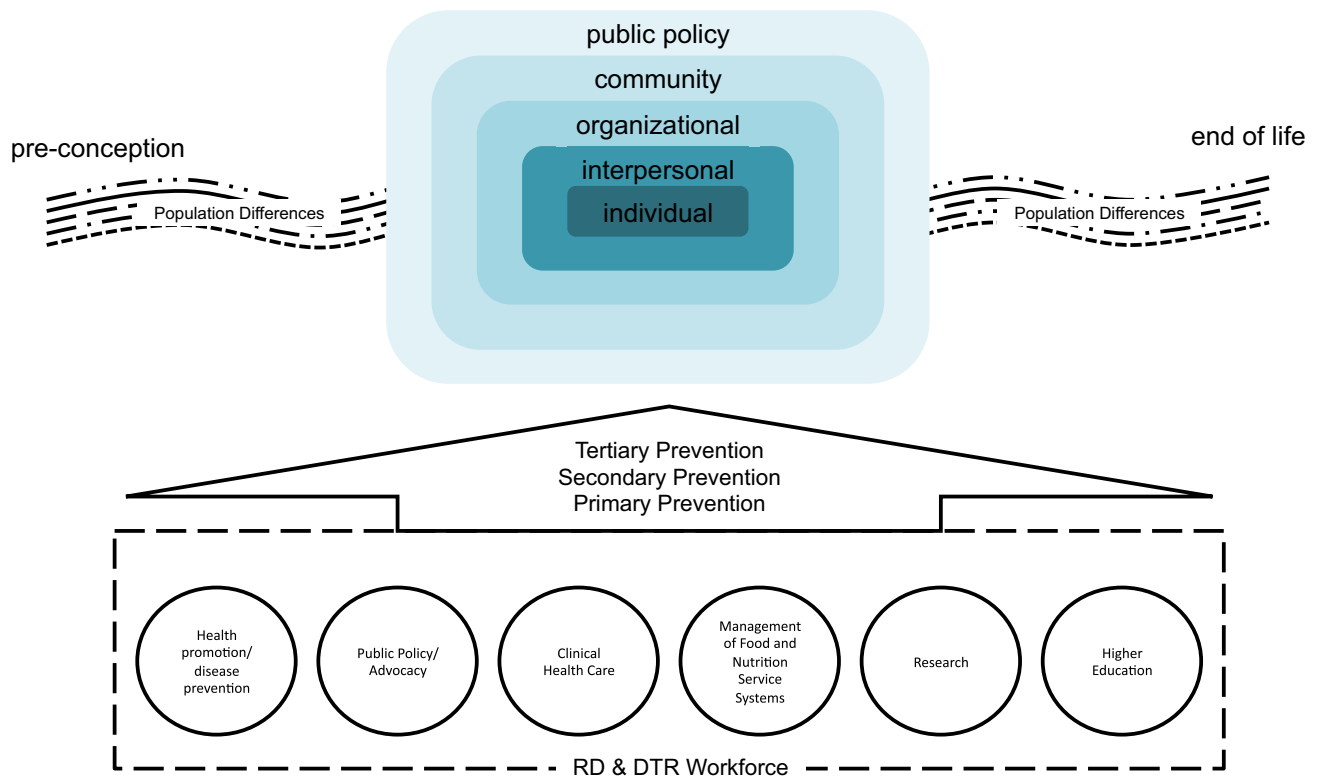 public policy
community
organizational
interpersonal
individual
pre-conception
end of life
Population Differences
Population Differences
Tertiary Prevention
Secondary Prevention
Primary Prevention
Health
promotion/
disease
prevention
Public Policy/
Advocacy
Clinical
Health Care
Management
of Food and
Nutrition
Service
Systems
Research
Higher
Education
RD & DTR Workforce